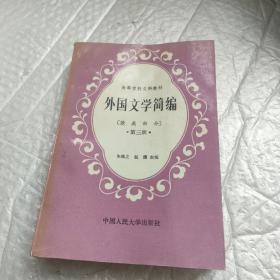 高等学校文科教材
外国文学简编
〔欧美部分〕
·第三版·
朱维之 赵澧 主编
中国人民大学出版社